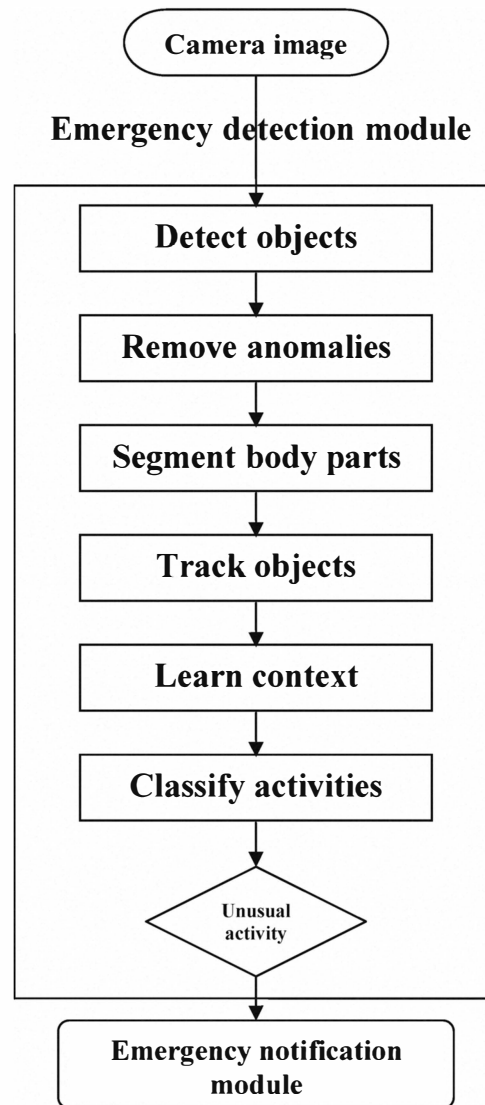 Camera image
Emergency detection module
Detect objects
Remove anomalies
Segment body parts
Track objects
Learn context
Classify activities
Unusual
activity
Emergency notification
module